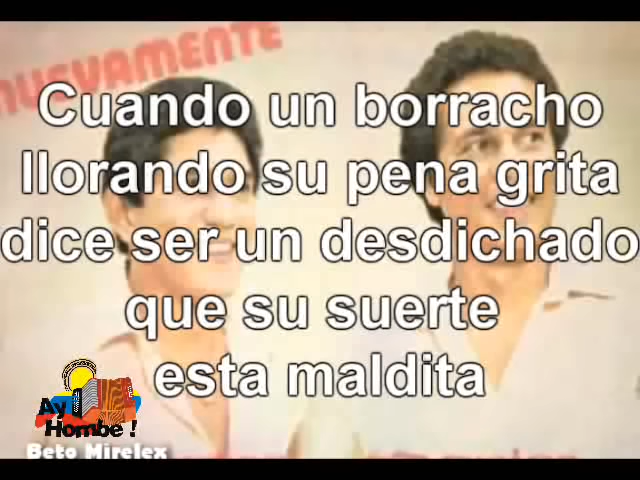 NUEVAMENTE
Cuando un borracho
llorando su pena grita
dice ser un desdichado
que su suerte
esta maldita
Ay
Hombe !
Beto Mirelex